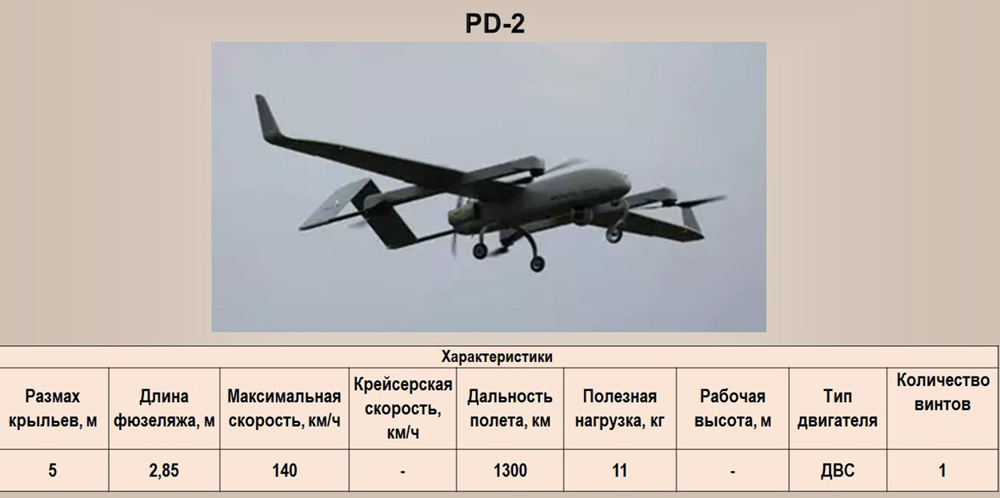 PD-2
Характеристики
Размах
крыльев, м
Длина
фюзеляжа, м
Максимальная
скорость, км/ч
Крейсерская
скорость,
км/ч
Дальность
полета, км
Полезная
нагрузка, кг
Рабочая
высота, м
Тип
двигателя
Количество
винтов
5
2,85
140
-
1300
11
-
ДВС
1